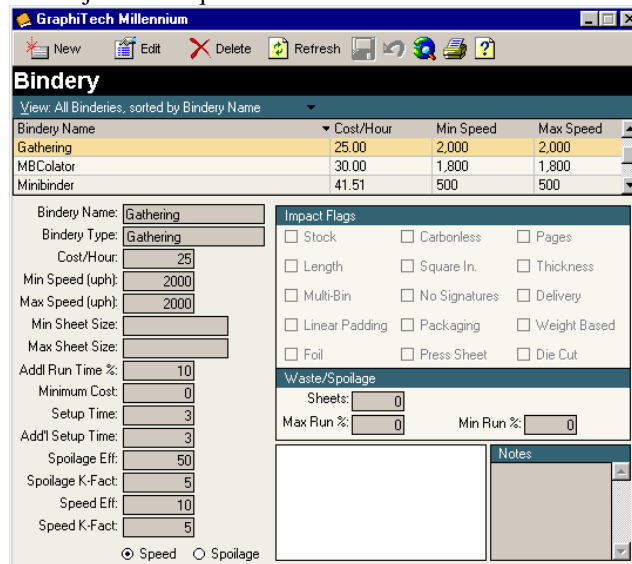 GraphiTech Millennium
New Edit Delete Refresh
Bindery
View: All Binderies, sorted by Bindery Name
Bindery Name Cost/Hour Min Speed Max Speed
Gathering 25.00 2,000 2,000
MBColator 30.00 1,800 1,800
Minibinder 41.51 500 500
Bindery Name: Gathering
Bindery Type: Gathering
Cost/Hour: 25
Min Speed (uph): 2000
Max Speed (uph): 2000
Min Sheet Size:
Max Sheet Size:
Addl Run Time %: 10
Minimum Cost: 0
Setup Time: 3
Add'l Setup Time: 3
Spoilage Eff: 50
Spoilage K-Fact: 5
Speed Eff: 10
Speed K-Fact: 5
Speed Spoilage
Impact Flags
Stock Carbonless Pages
Length Square In. Thickness
Multi-Bin No Signatures Delivery
Linear Padding Packaging Weight Based
Foil Press Sheet Die Cut
Waste/Spoilage
Sheets: 0
Max Run %: 0 Min Run %: 0
Notes